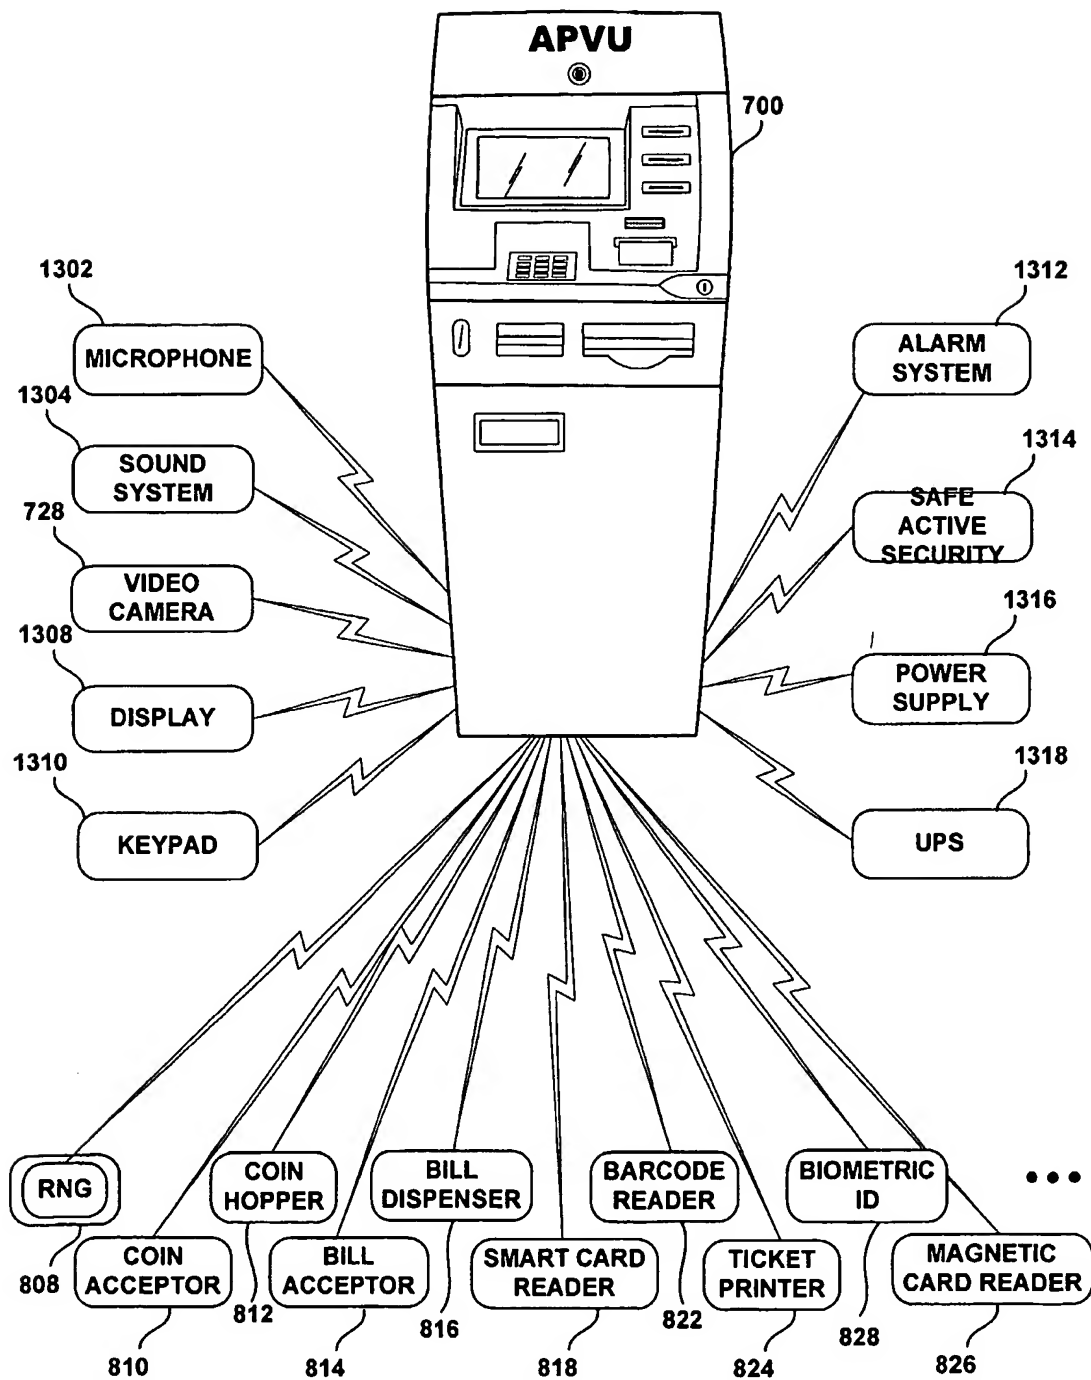 APVU
700
1302
MICROPHONE
1304
SOUND
SYSTEM
728
VIDEO
CAMERA
1308
DISPLAY
1310
KEYPAD
1312
ALARM
SYSTEM
1314
SAFE
ACTIVE
SECURITY
1316
POWER
SUPPLY
1318
UPS
RNG
808
COIN
ACCEPTOR
810
COIN
HOPPER
812
BILL
ACCEPTOR
814
BILL
DISPENSER
816
SMART CARD
READER
818
BARCODE
READER
822
TICKET
PRINTER
824
BIOMETRIC
ID
828
MAGNETIC
CARD READER
826
•••